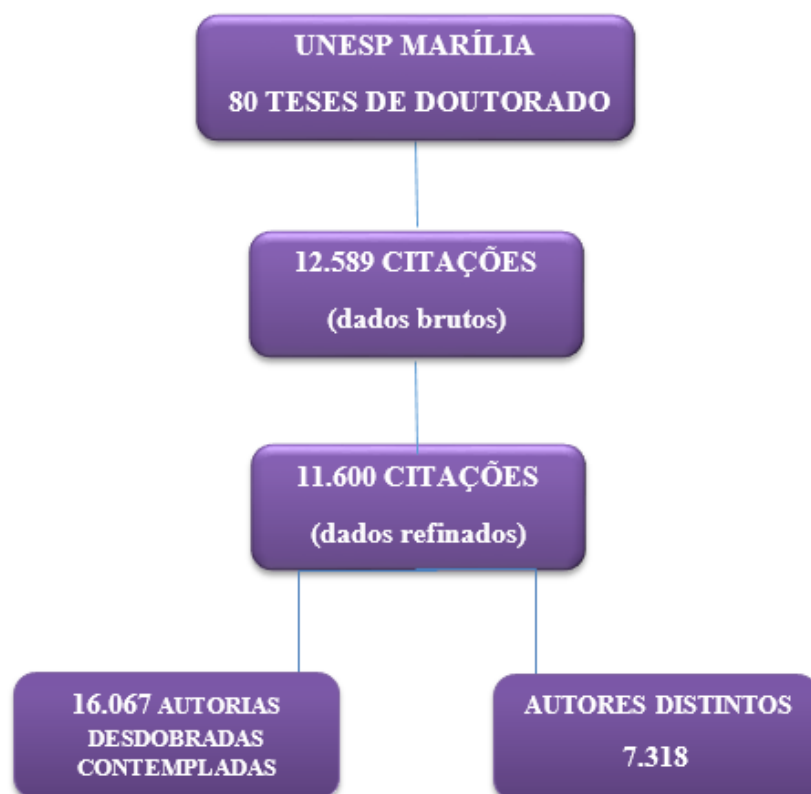 UNESP MARÍLIA
80 TESES DE DOUTORADO
12.589 CITAÇÕES
(dados brutos)
11.600 CITAÇÕES
(dados refinados)
16.067 AUTORIAS
DESDOBRADAS
CONTEMPLADAS
AUTORES DISTINTOS
7.318